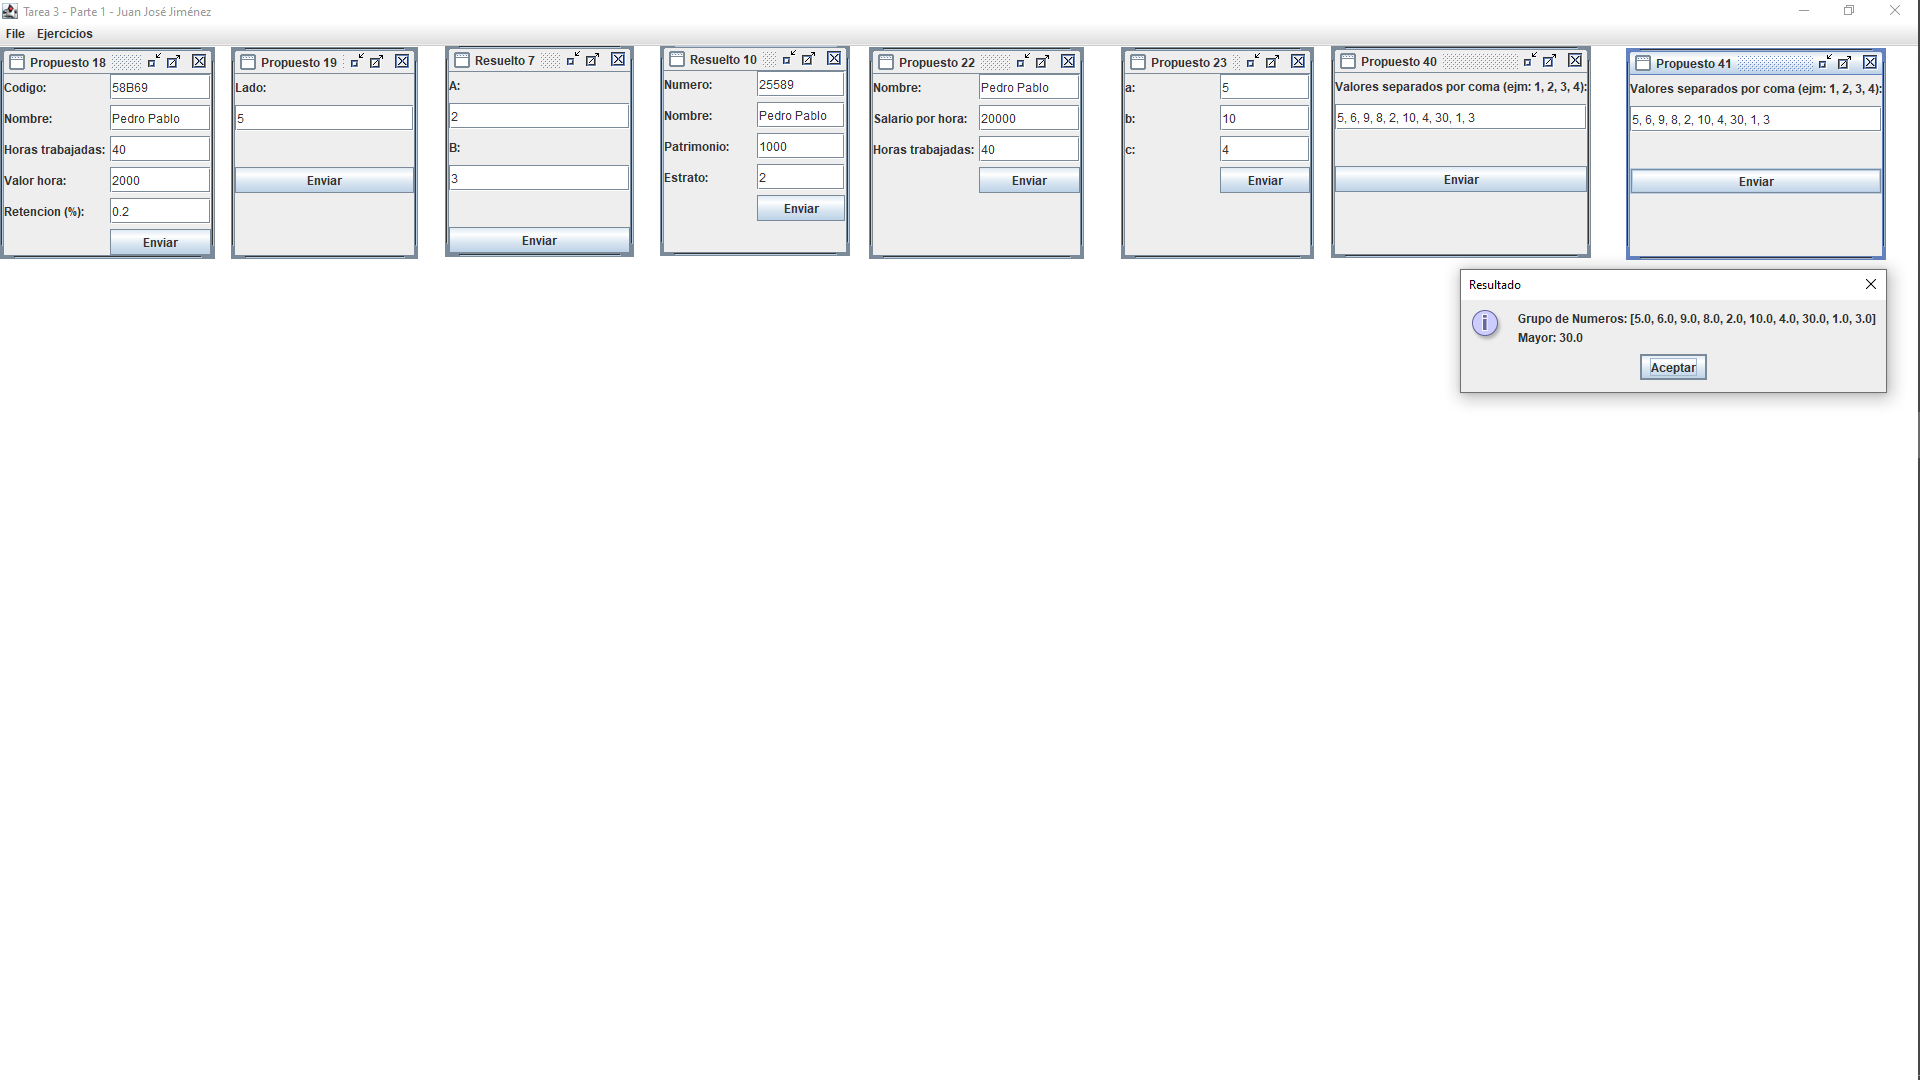 Tarea 3 - Parte 1 - Juan José Jiménez
File Ejercicios
Propuesto 18
Codigo: 58B69
Nombre: Pedro Pablo
Horas trabajadas: 40
Valor hora: 2000
Retencion (%): 0.2
Enviar
Propuesto 19
Lado:
5
Enviar
Resuelto 7
A:
2
B:
3
Enviar
Resuelto 10
Numero: 25589
Nombre: Pedro Pablo
Patrimonio: 1000
Estrato: 2
Enviar
Propuesto 22
Nombre: Pedro Pablo
Salario por hora: 20000
Horas trabajadas: 40
Enviar
Propuesto 23
a: 5
b: 10
c: 4
Enviar
Propuesto 40
Valores separados por coma (ejm: 1, 2, 3, 4):
5, 6, 9, 8, 2, 10, 4, 30, 1, 3
Enviar
Propuesto 41
Valores separados por coma (ejm: 1, 2, 3, 4):
5, 6, 9, 8, 2, 10, 4, 30, 1, 3
Enviar
Resultado
Grupo de Numeros: [5.0, 6.0, 9.0, 8.0, 2.0, 10.0, 4.0, 30.0, 1.0, 3.0]
Mayor: 30.0
Aceptar